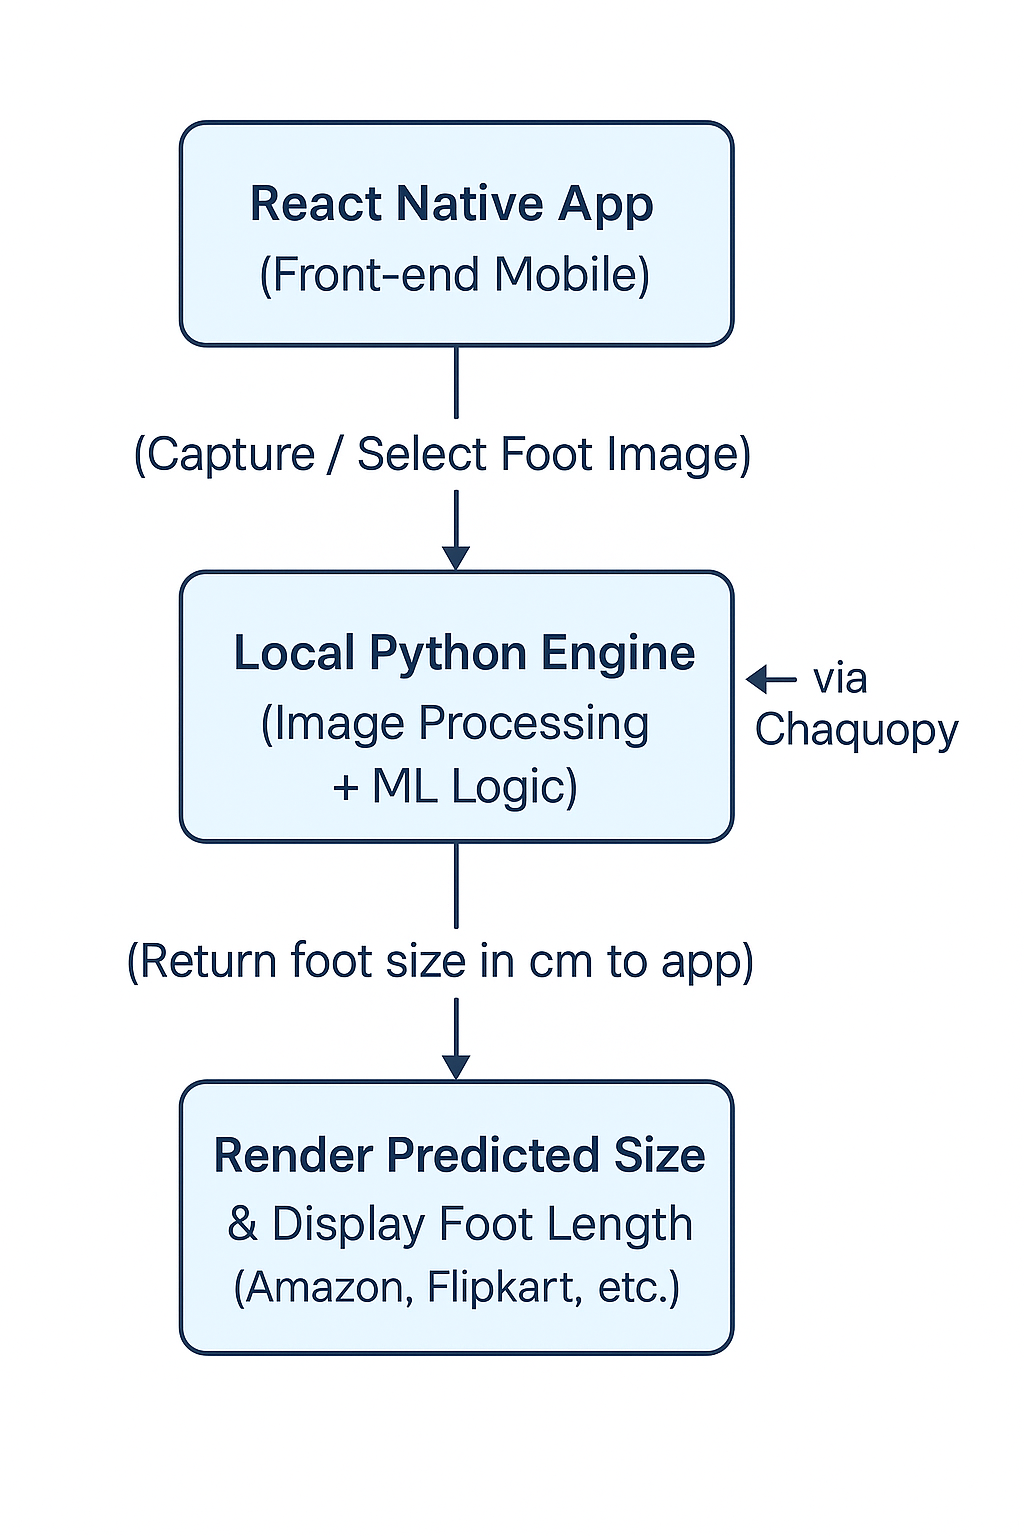 React Native App
(Front-end Mobile)
(Capture / Select Foot Image)
Local Python Engine
(Image Processing
+ ML Logic)
← via
Chaquopy
(Return foot size in cm to app)
Render Predicted Size
& Display Foot Length
(Amazon, Flipkart, etc.)